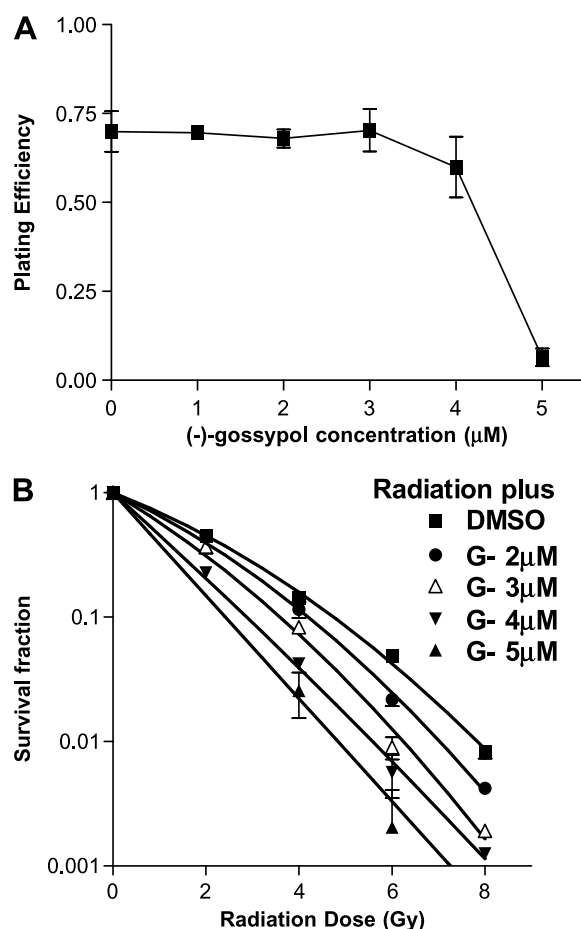 A
1.00
0.75
0.50
0.25
0.00
Plating Efficiency
0 1 2 3 4 5
(-)-gossypol concentration (μM)
B
Radiation plus
DMSO
G- 2μM
G- 3μM
G- 4μM
G- 5μM
1
0.1
0.01
0.001
Survival fraction
0 2 4 6 8
Radiation Dose (Gy)